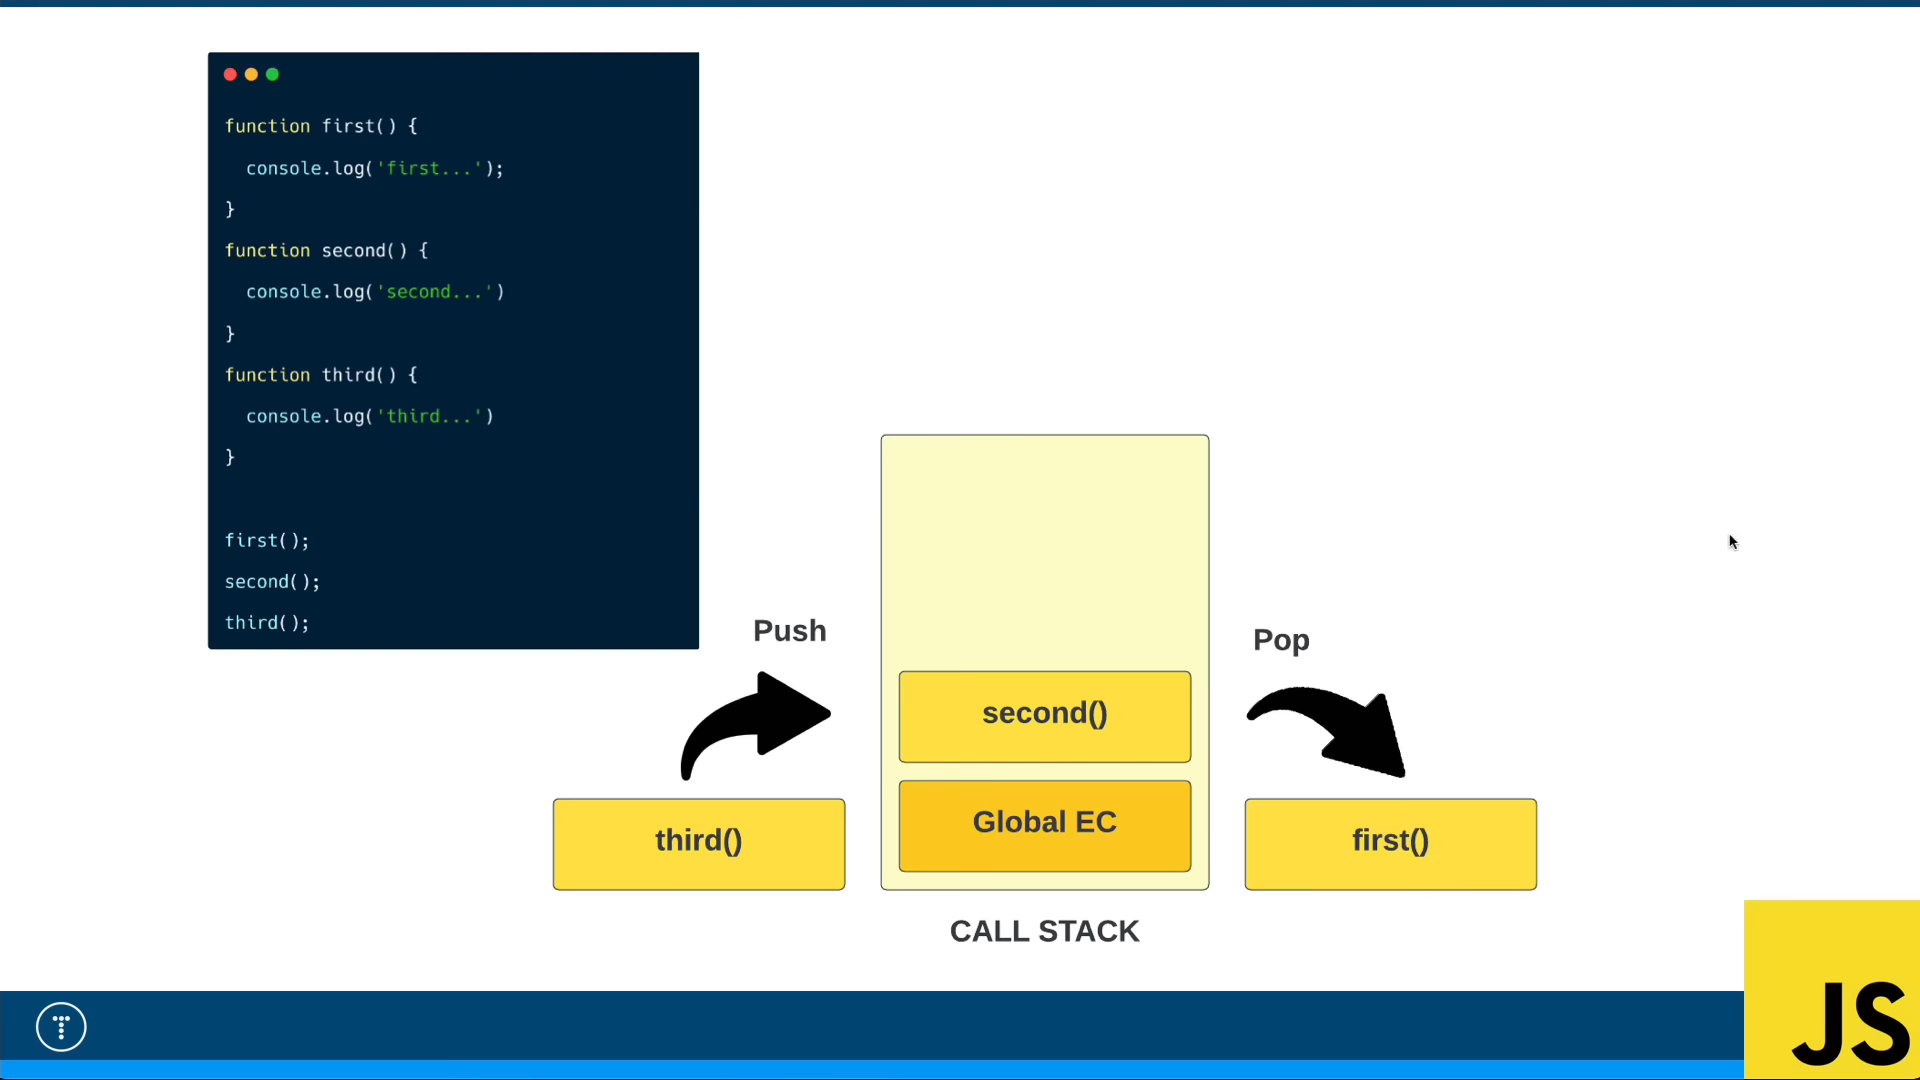 function first() {
  console.log('first...');
}
function second() {
  console.log('second...')
}
function third() {
  console.log('third...')
}
first();
second();
third();
Push
Pop
second()
Global EC
third()
first()
CALL STACK
T
JS